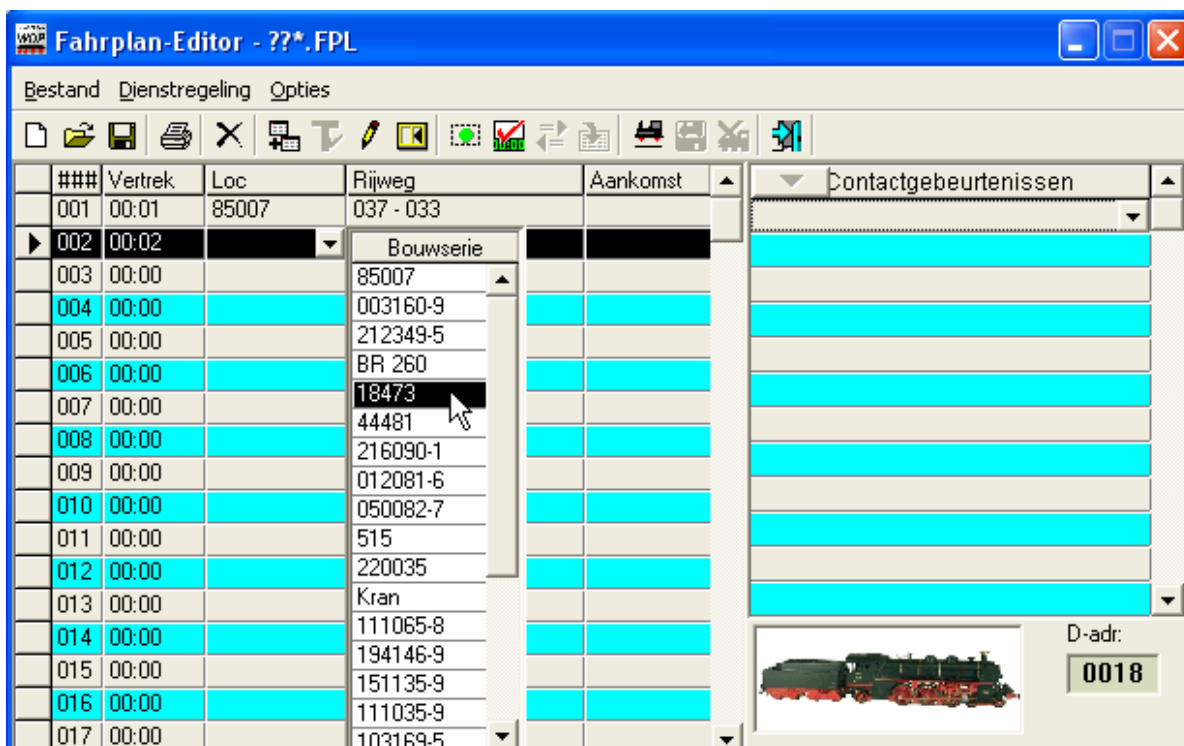 Fahrplan-Editor - ??*.FPL
Bestand Dienstregeling Opties
### Vertrek Loc Rijweg Aankomst Contactgebeurtenissen
001 00:01 85007 037 - 033
002 00:02 Bouwserie
003 00:00 85007
004 00:00 003160-9
005 00:00 212349-5
006 00:00 BR 260
007 00:00 18473
008 00:00 44481
009 00:00 216090-1
010 00:00 012081-6
011 00:00 050082-7
012 00:00 515
013 00:00 220035
014 00:00 Kran
015 00:00 111065-8
016 00:00 194146-9
017 00:00 151135-9
111035-9
103169-5
D-adr:
0018